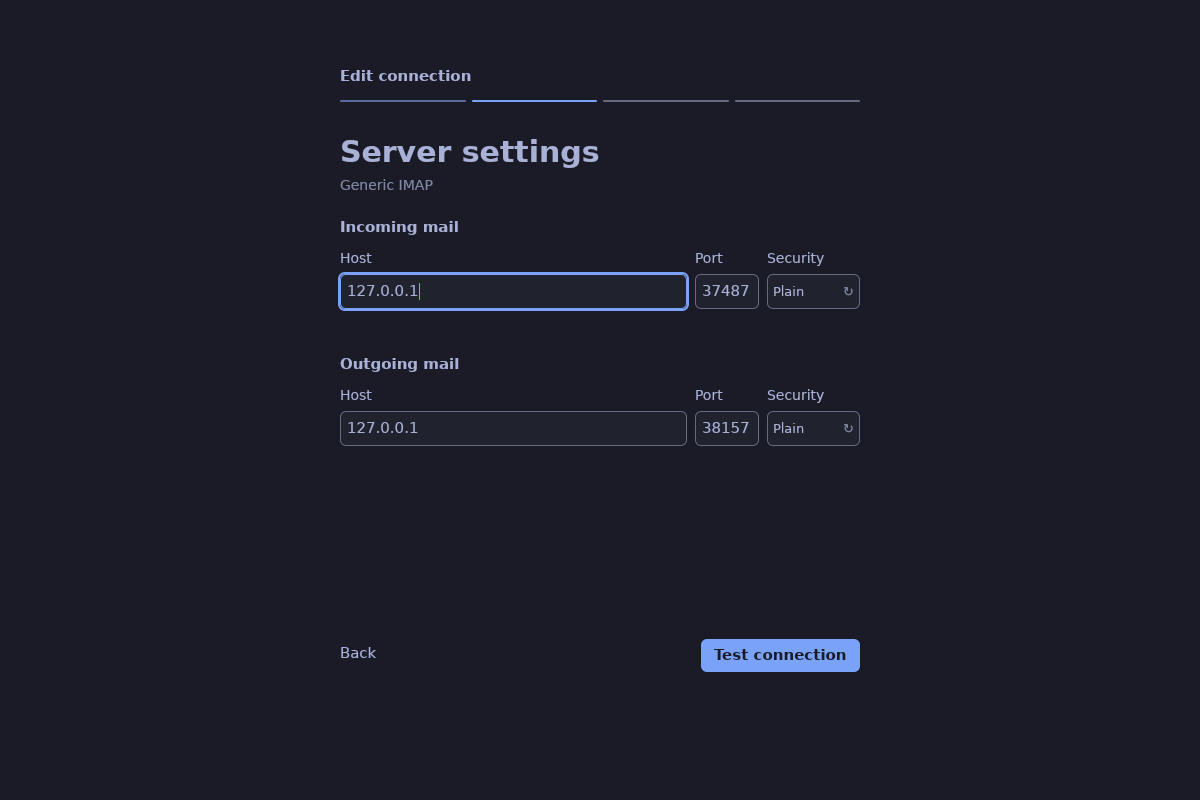 Edit connection
Server settings
Generic IMAP
Incoming mail
Host Port Security
127.0.0.1 37487 Plain ↻
Outgoing mail
Host Port Security
127.0.0.1 38157 Plain ↻
Back Test connection